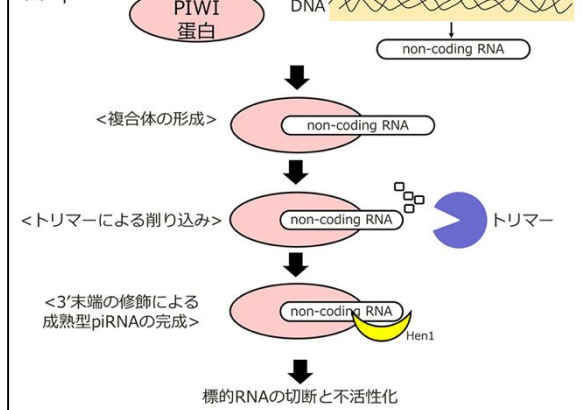 PIWI
蛋白
DNA
non-coding RNA
<複合体の形成>
non-coding RNA
<トリマーによる削り込み>
non-coding RNA
トリマー
<3′末端の修飾による
成熟型piRNAの完成>
non-coding RNA
Hen1
標的RNAの切断と不活性化